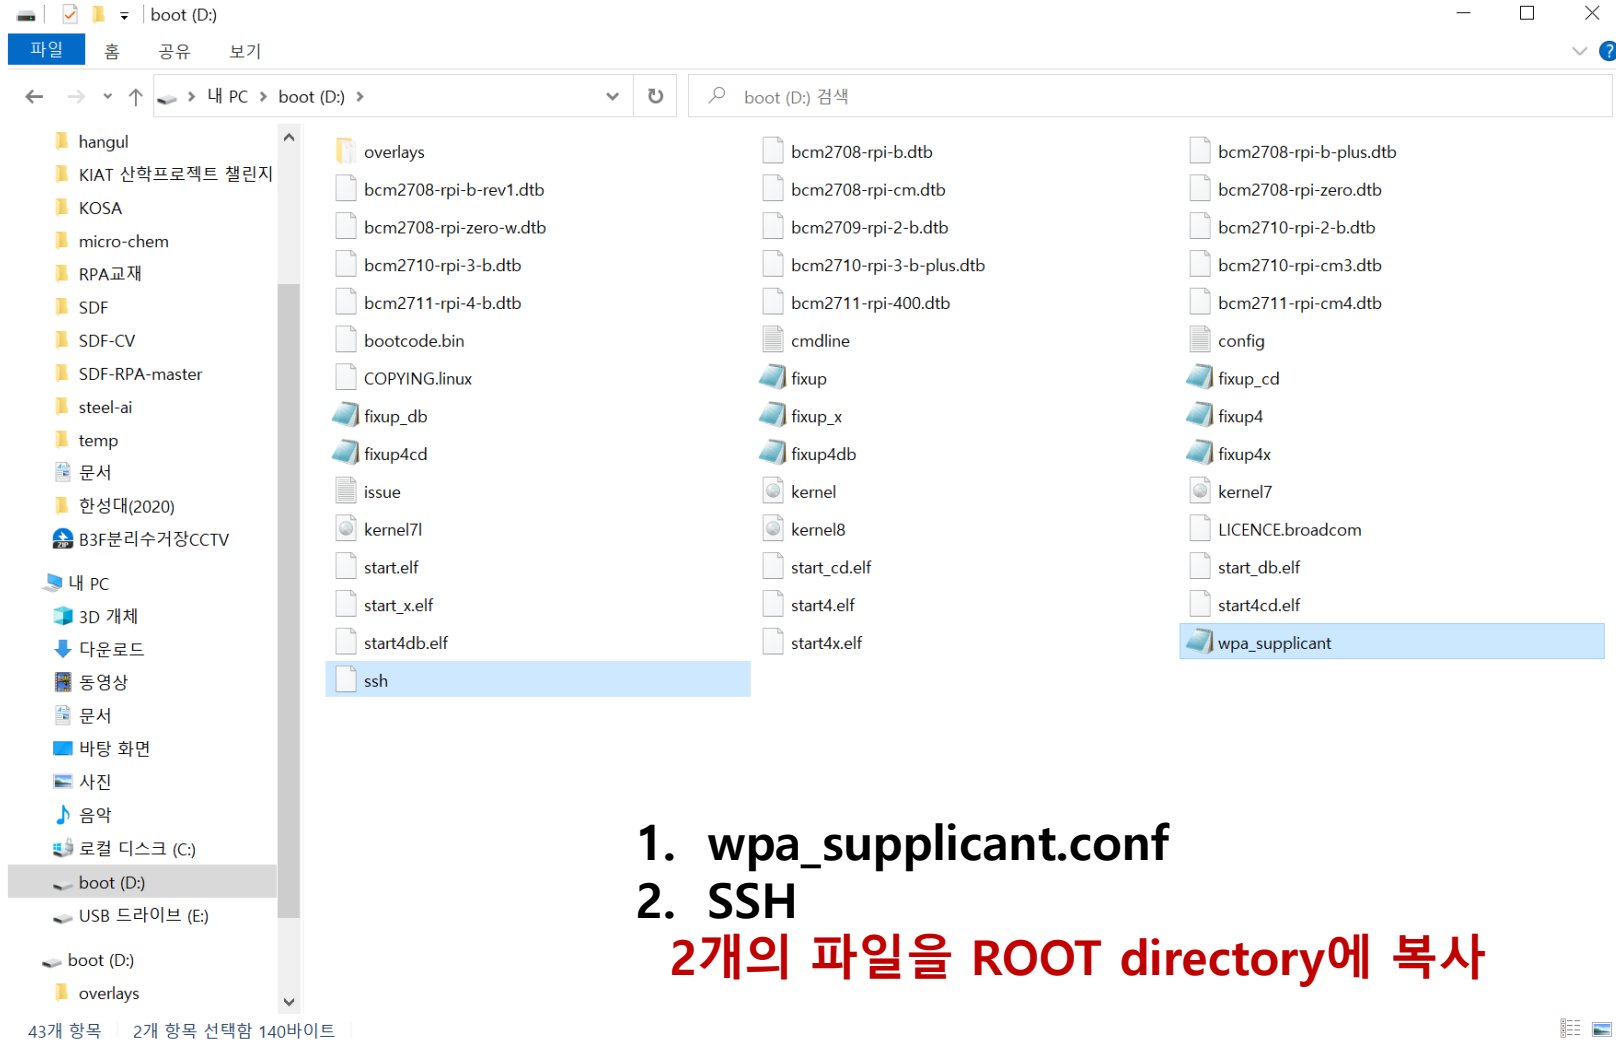 boot (D:)
파일 홈 공유 보기
내 PC boot (D:)
boot (D:) 검색
hangul
KIAT 산학프로젝트 챌린지
KOSA
micro-chem
RPA교재
SDF
SDF-CV
SDF-RPA-master
steel-ai
temp
문서
한성대(2020)
B3F분리수거장CCTV
내 PC
3D 개체
다운로드
동영상
문서
바탕 화면
사진
음악
로컬 디스크 (C:)
boot (D:)
USB 드라이브 (E:)
boot (D:)
overlays
overlays bcm2708-rpi-b.dtb bcm2708-rpi-b-plus.dtb
bcm2708-rpi-b-rev1.dtb bcm2708-rpi-cm.dtb bcm2708-rpi-zero.dtb
bcm2708-rpi-zero-w.dtb bcm2709-rpi-2-b.dtb bcm2710-rpi-2-b.dtb
bcm2710-rpi-3-b.dtb bcm2710-rpi-3-b-plus.dtb bcm2710-rpi-cm3.dtb
bcm2711-rpi-4-b.dtb bcm2711-rpi-400.dtb bcm2711-rpi-cm4.dtb
bootcode.bin cmdline config
COPYING.linux fixup fixup_cd
fixup_db fixup_x fixup4
fixup4cd fixup4db fixup4x
issue kernel kernel7
kernel7l kernel8 LICENCE.broadcom
start.elf start_cd.elf start_db.elf
start_x.elf start4.elf start4cd.elf
start4db.elf start4x.elf wpa_supplicant
ssh
1. wpa_supplicant.conf
2. SSH
2개의 파일을 ROOT directory에 복사
43개 항목 2개 항목 선택함 140바이트